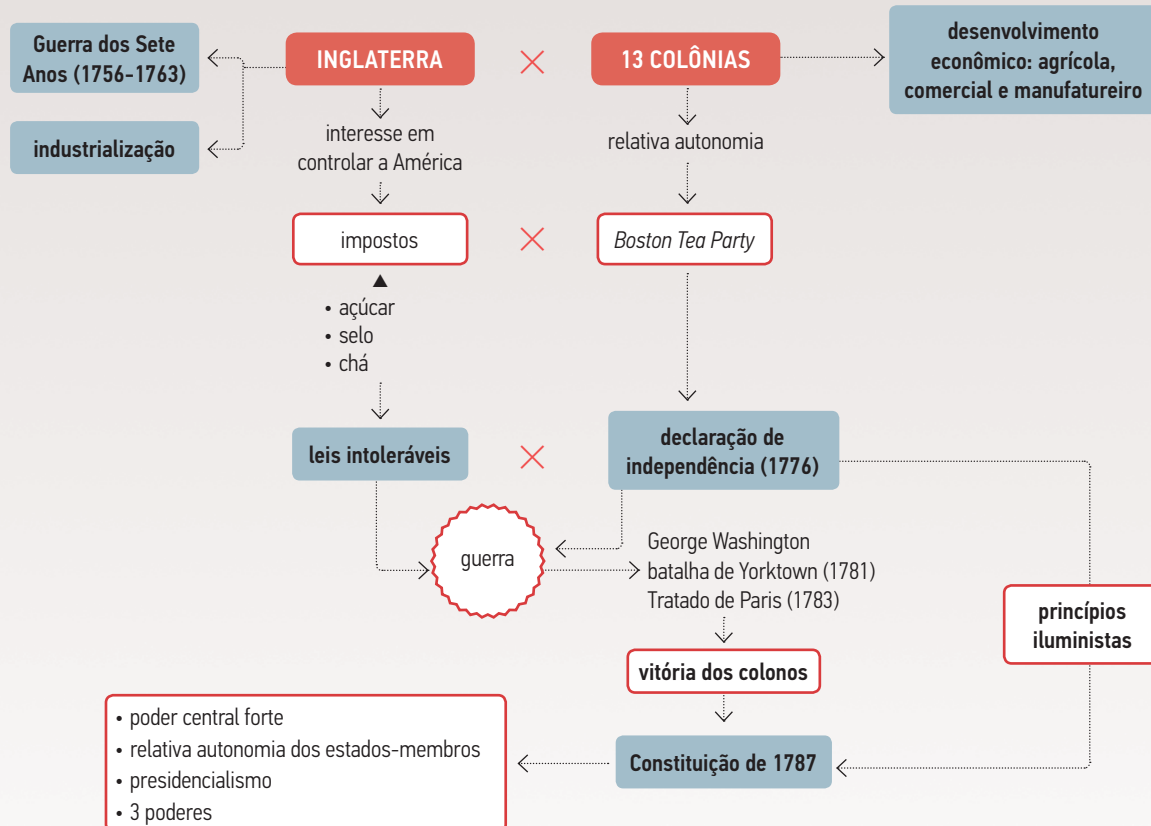 Guerra dos Sete
Anos (1756-1763)
INGLATERRA
13 COLÔNIAS
desenvolvimento
econômico: agrícola,
comercial e manufatureiro
industrialização
interesse em
controlar a América
relativa autonomia
impostos
Boston Tea Party
• açúcar
• selo
• chá
leis intoleráveis
declaração de
independência (1776)
guerra
George Washington
batalha de Yorktown (1781)
Tratado de Paris (1783)
princípios
iluministas
vitória dos colonos
• poder central forte
• relativa autonomia dos estados-membros
• presidencialismo
• 3 poderes
Constituição de 1787